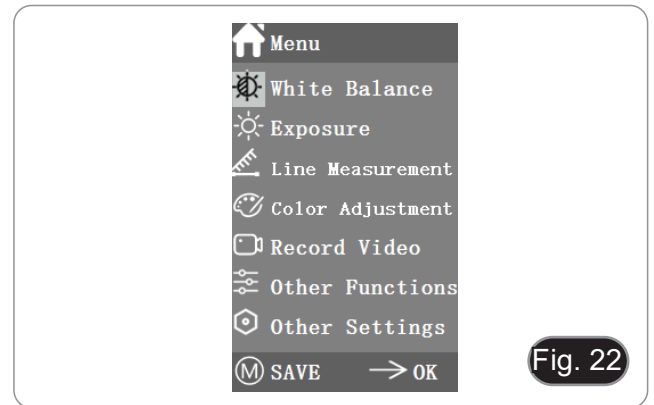 Menu
White Balance
Exposure
Line Measurement
Color Adjustment
Record Video
Other Functions
Other Settings
M SAVE → OK
Fig. 22